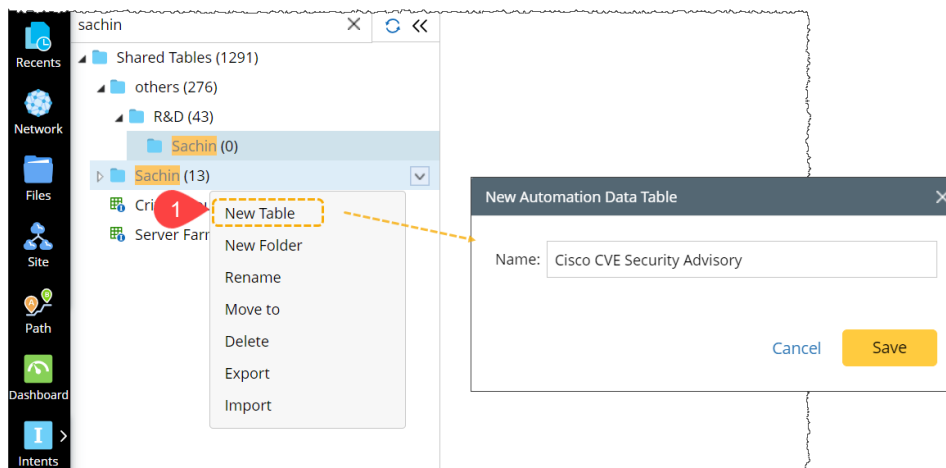 sachin
Recents
Network
Files
Site
Path
Dashboard
Intents
Shared Tables (1291)
others (276)
R&D (43)
Sachin (0)
Sachin (13)
Server Farr
1
New Table
New Folder
Rename
Move to
Delete
Export
Import
New Automation Data Table
Name: Cisco CVE Security Advisory
Cancel Save